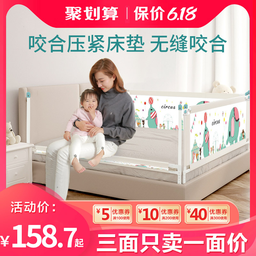 聚划算 保价6.18
咬合压紧床垫 无缝咬合
circus
circus
活动价:
¥5 优惠券
¥10 优惠券
¥40 优惠券
¥158.7起
三面只卖一面价